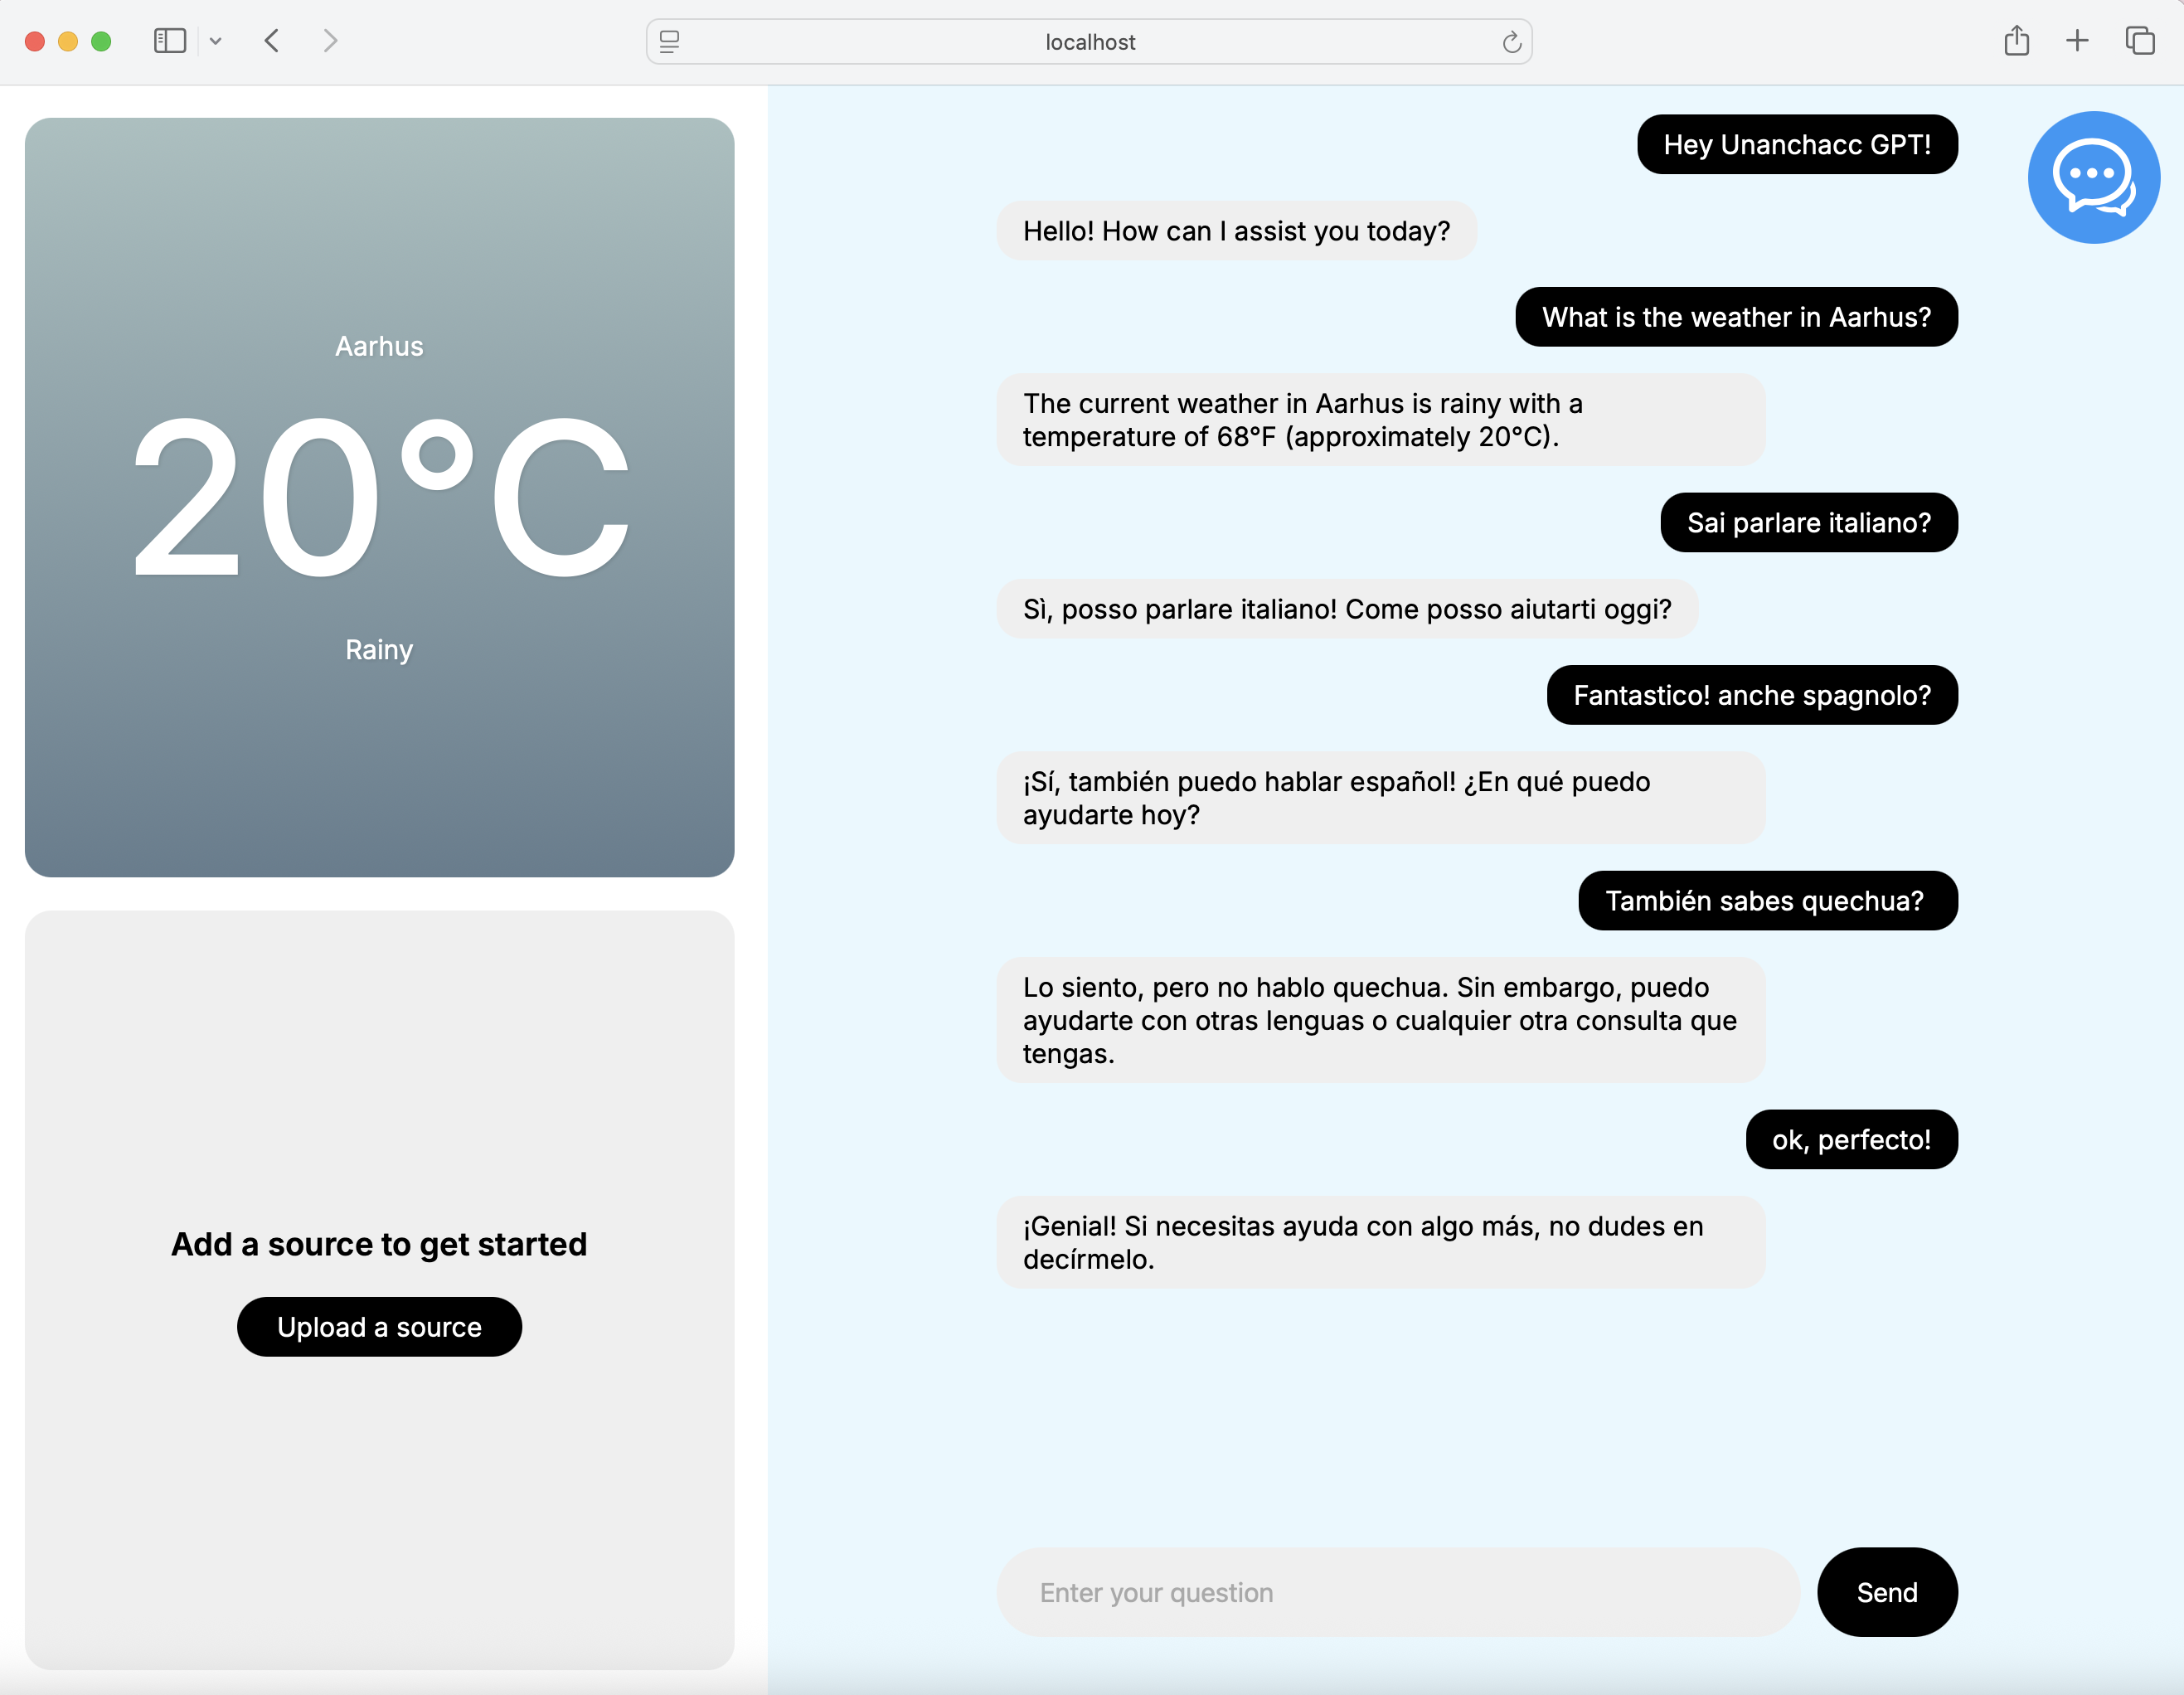 localhost
Aarhus
20°C
Rainy
Add a source to get started
Upload a source
Hey Unanchacc GPT!
Hello! How can I assist you today?
What is the weather in Aarhus?
The current weather in Aarhus is rainy with a
temperature of 68°F (approximately 20°C).
Sai parlare italiano?
Sì, posso parlare italiano! Come posso aiutarti oggi?
Fantastico! anche spagnolo?
¡Sí, también puedo hablar español! ¿En qué puedo
ayudarte hoy?
También sabes quechua?
Lo siento, pero no hablo quechua. Sin embargo, puedo
ayudarte con otras lenguas o cualquier otra consulta que
tengas.
ok, perfecto!
¡Genial! Si necesitas ayuda con algo más, no dudes en
decírmelo.
Enter your question
Send